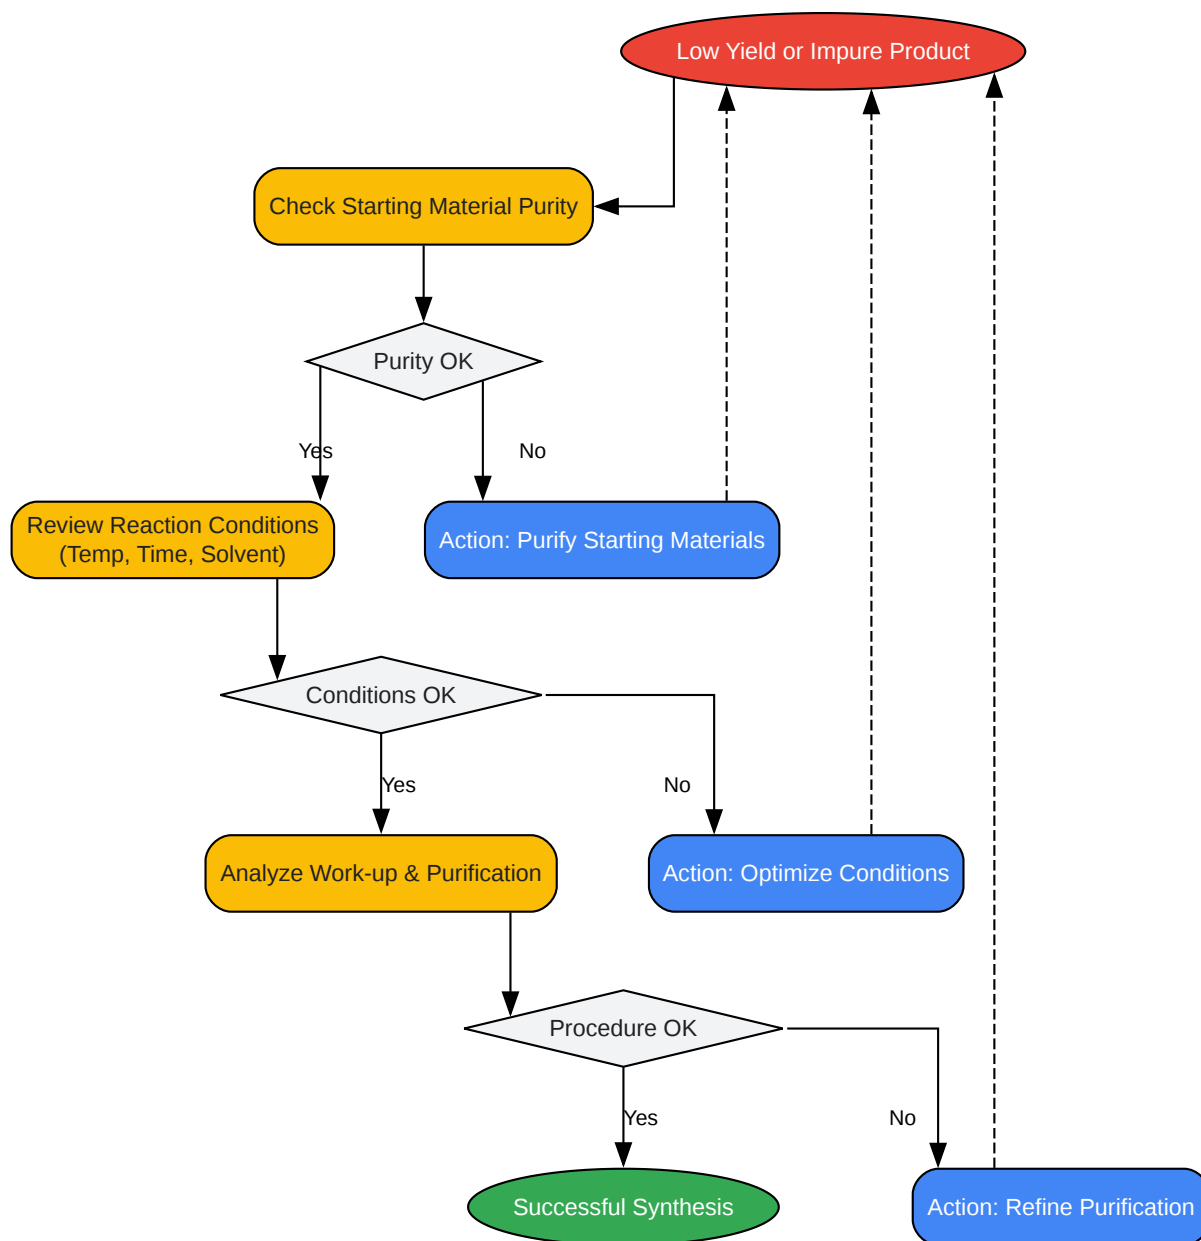 Low Yield or Impure Product
Check Starting Material Purity
Purity OK
Yes
No
Review Reaction Conditions
(Temp, Time, Solvent)
Action: Purify Starting Materials
Conditions OK
Yes
No
Analyze Work-up & Purification
Action: Optimize Conditions
Procedure OK
Yes
No
Successful Synthesis
Action: Refine Purification